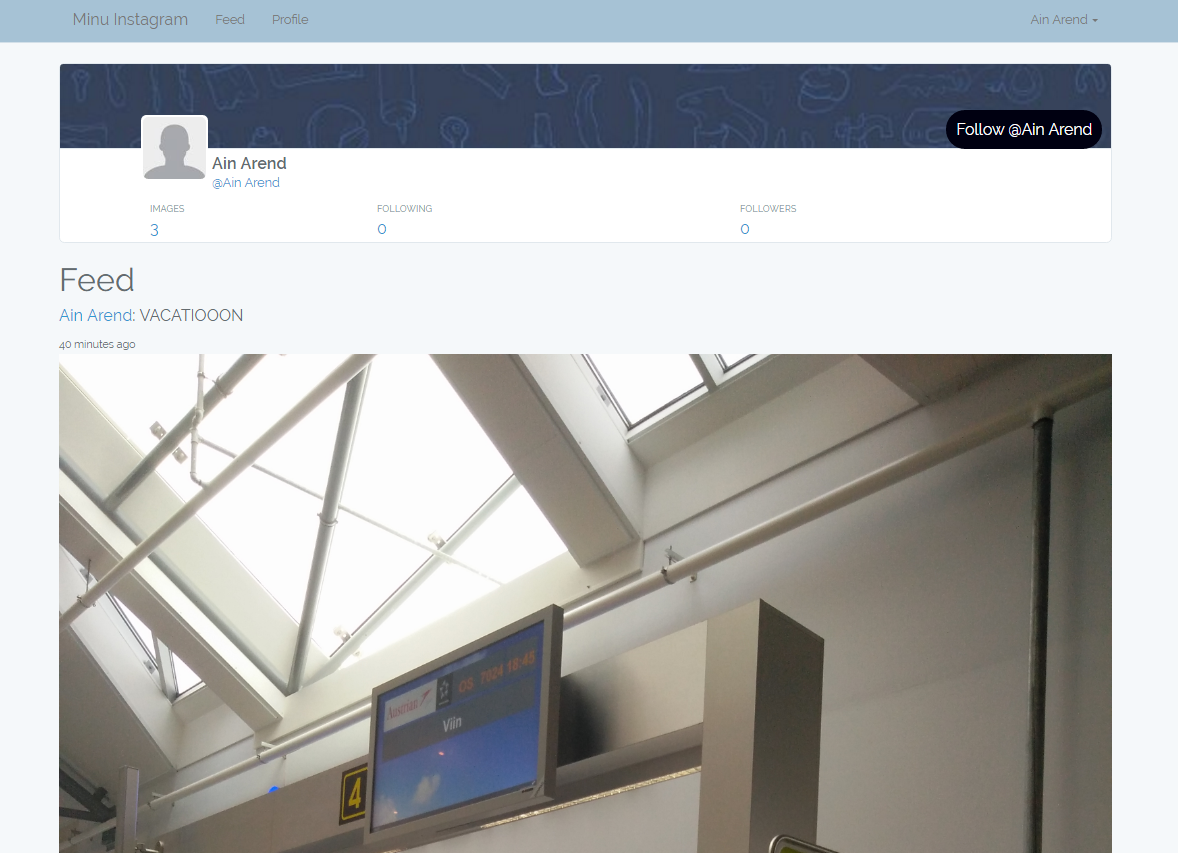 Minu Instagram Feed Profile Ain Arend
Follow @Ain Arend
Ain Arend
@Ain Arend
IMAGES FOLLOWING FOLLOWERS
3 0 0
Feed
Ain Arend: VACATIOOON
40 minutes ago
Austrian OS 7024 18:45
Viin
4